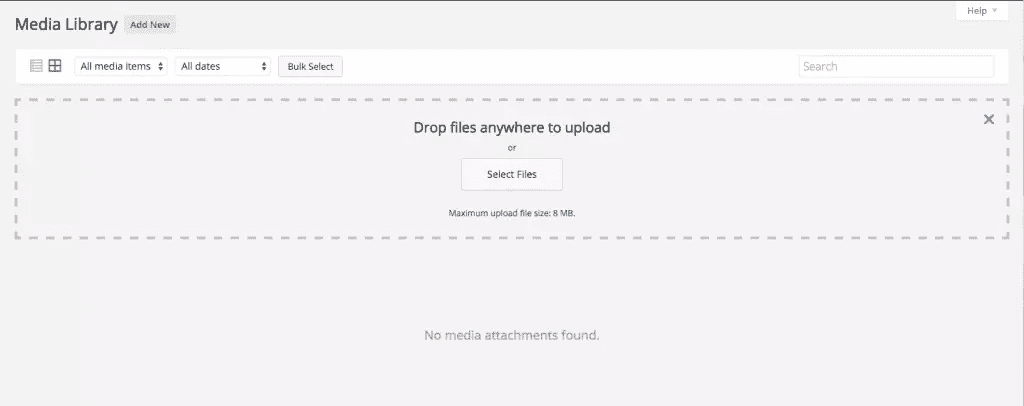 Help
Media Library Add New
All media items All dates Bulk Select Search
Drop files anywhere to upload
or
Select Files
Maximum upload file size: 8 MB.
No media attachments found.